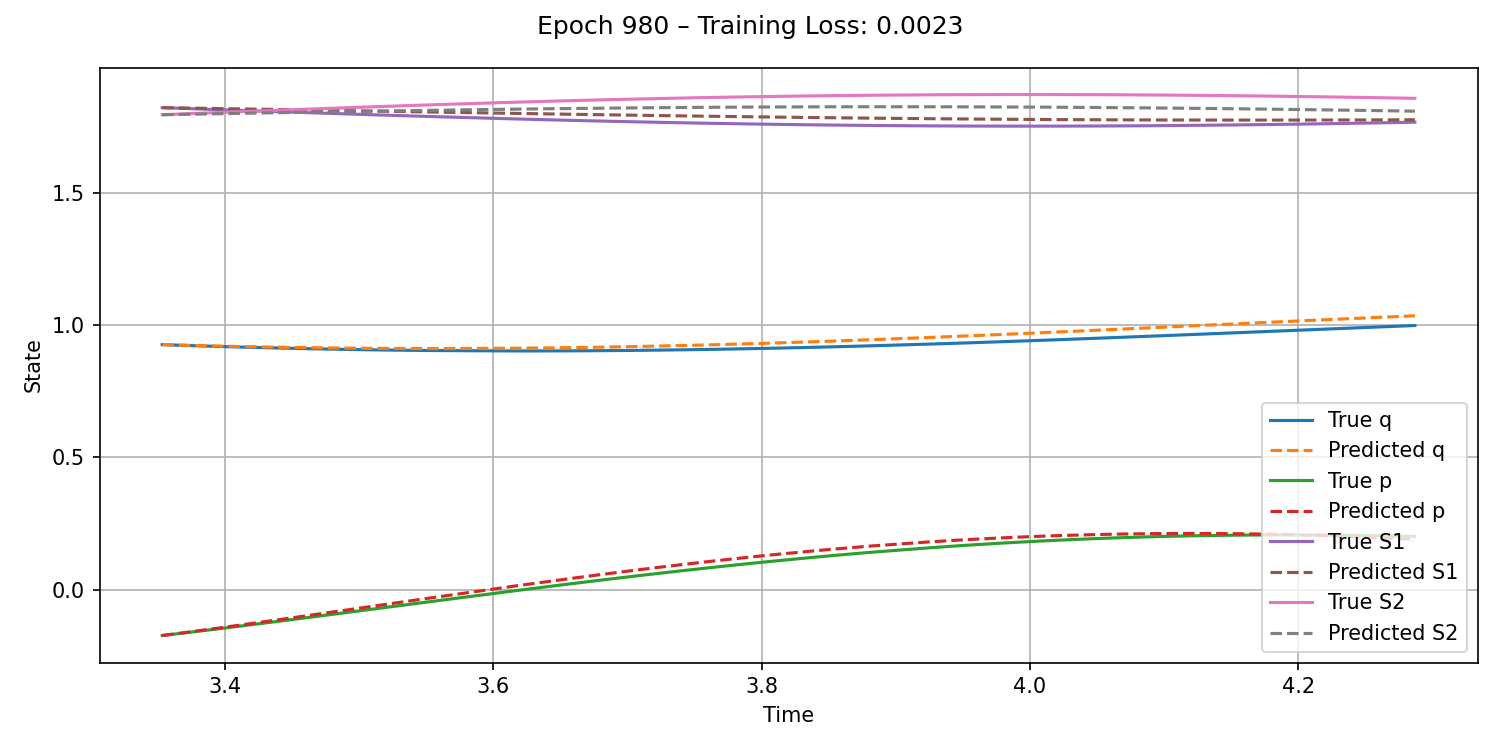 Epoch 980 – Training Loss: 0.0023
State
1.5
1.0
0.5
0.0
True q
Predicted q
True p
Predicted p
True S1
Predicted S1
True S2
Predicted S2
3.4 3.6 3.8 4.0 4.2
Time